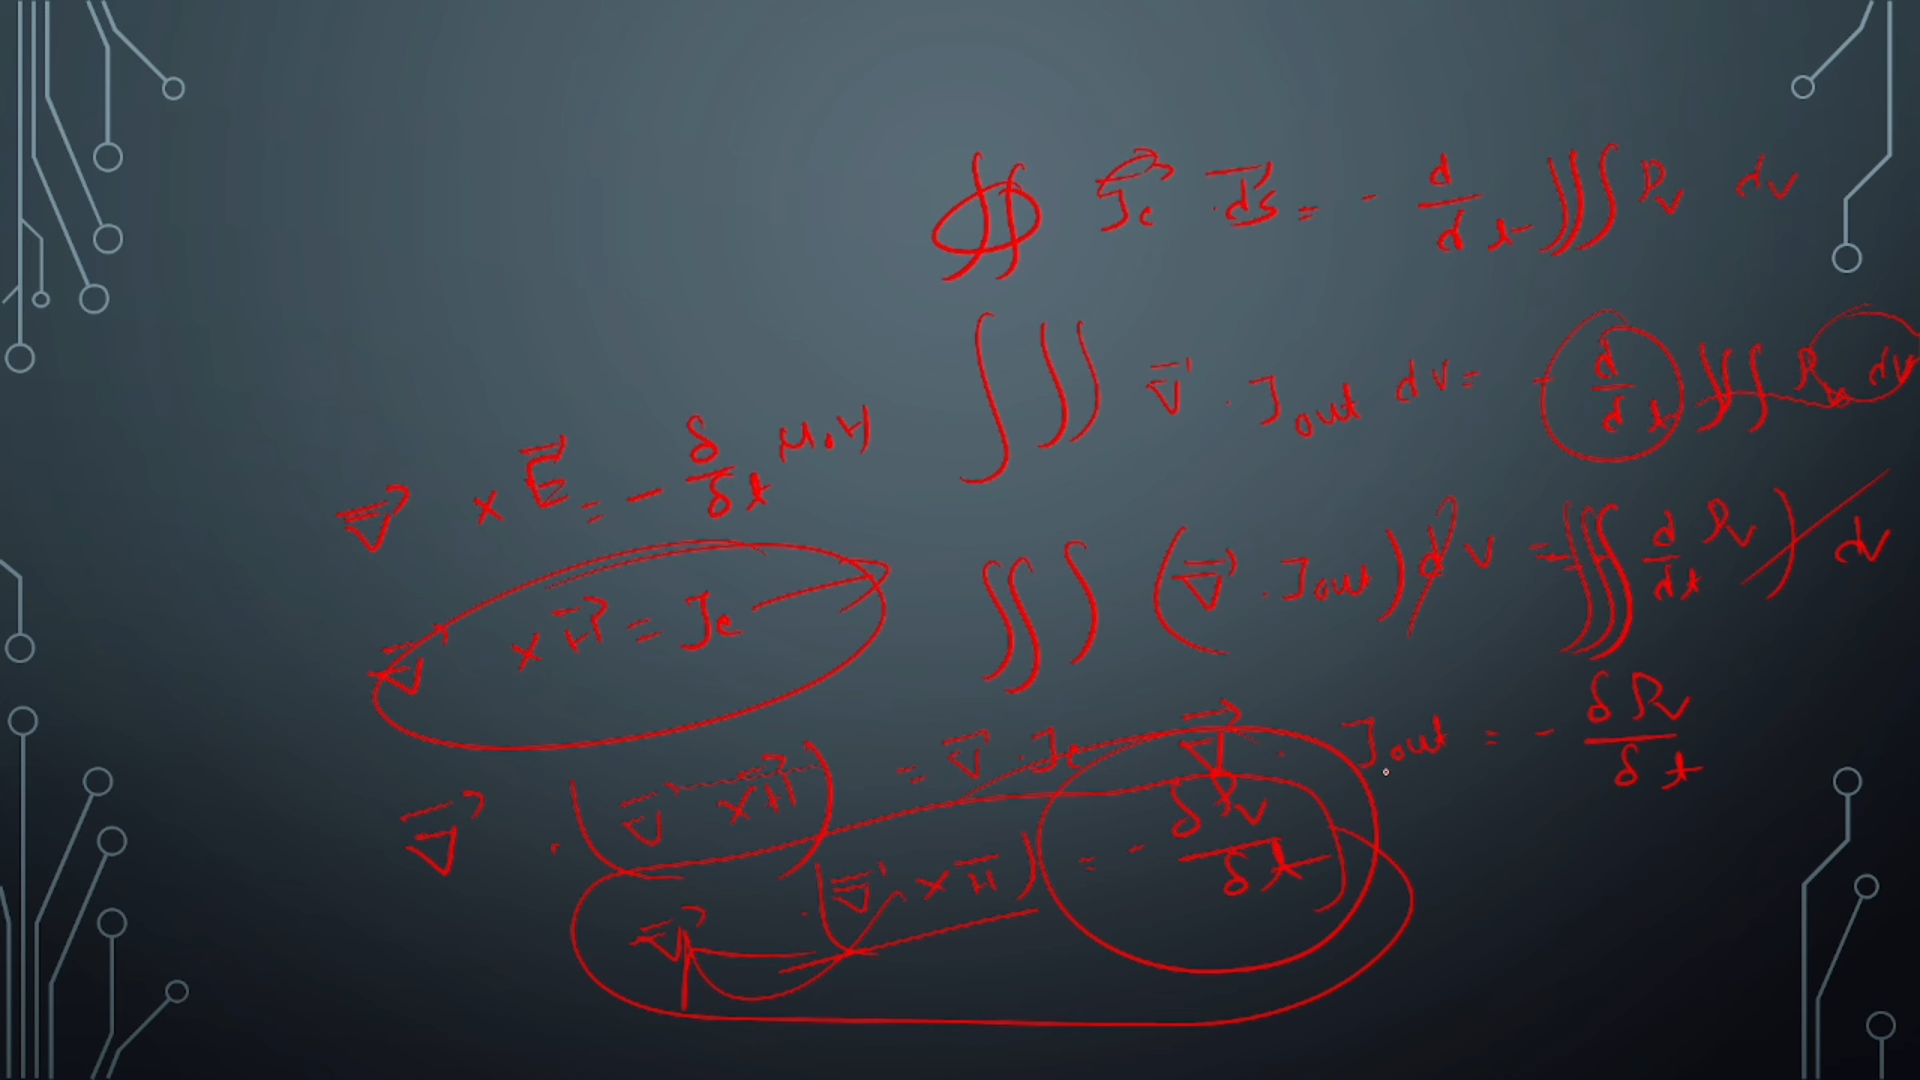 ∯ J⃗c . d⃗s = - d/dt ∭ ρv dv
∭ ∇⃗ . Jout dv = - d/dt ∭ ρv dv
∇⃗ × E⃗ = - δ/δt μ0H
∭ (∇⃗ . Jout) dv = ∭ d/dt ρv) dv
∇⃗ × H⃗ = Jc
∇⃗ . Jout = - δρv/δt
∇⃗ . (∇⃗ × H⃗) = ∇⃗ . Jc
∇⃗ . (∇⃗ × H⃗) = - δρv/δt